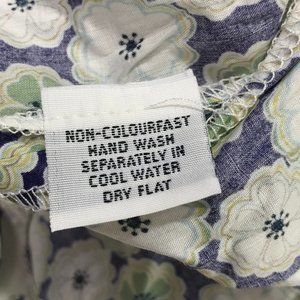 NON-COLOURFAST
HAND WASH
SEPARATELY IN
COOL WATER
DRY FLAT